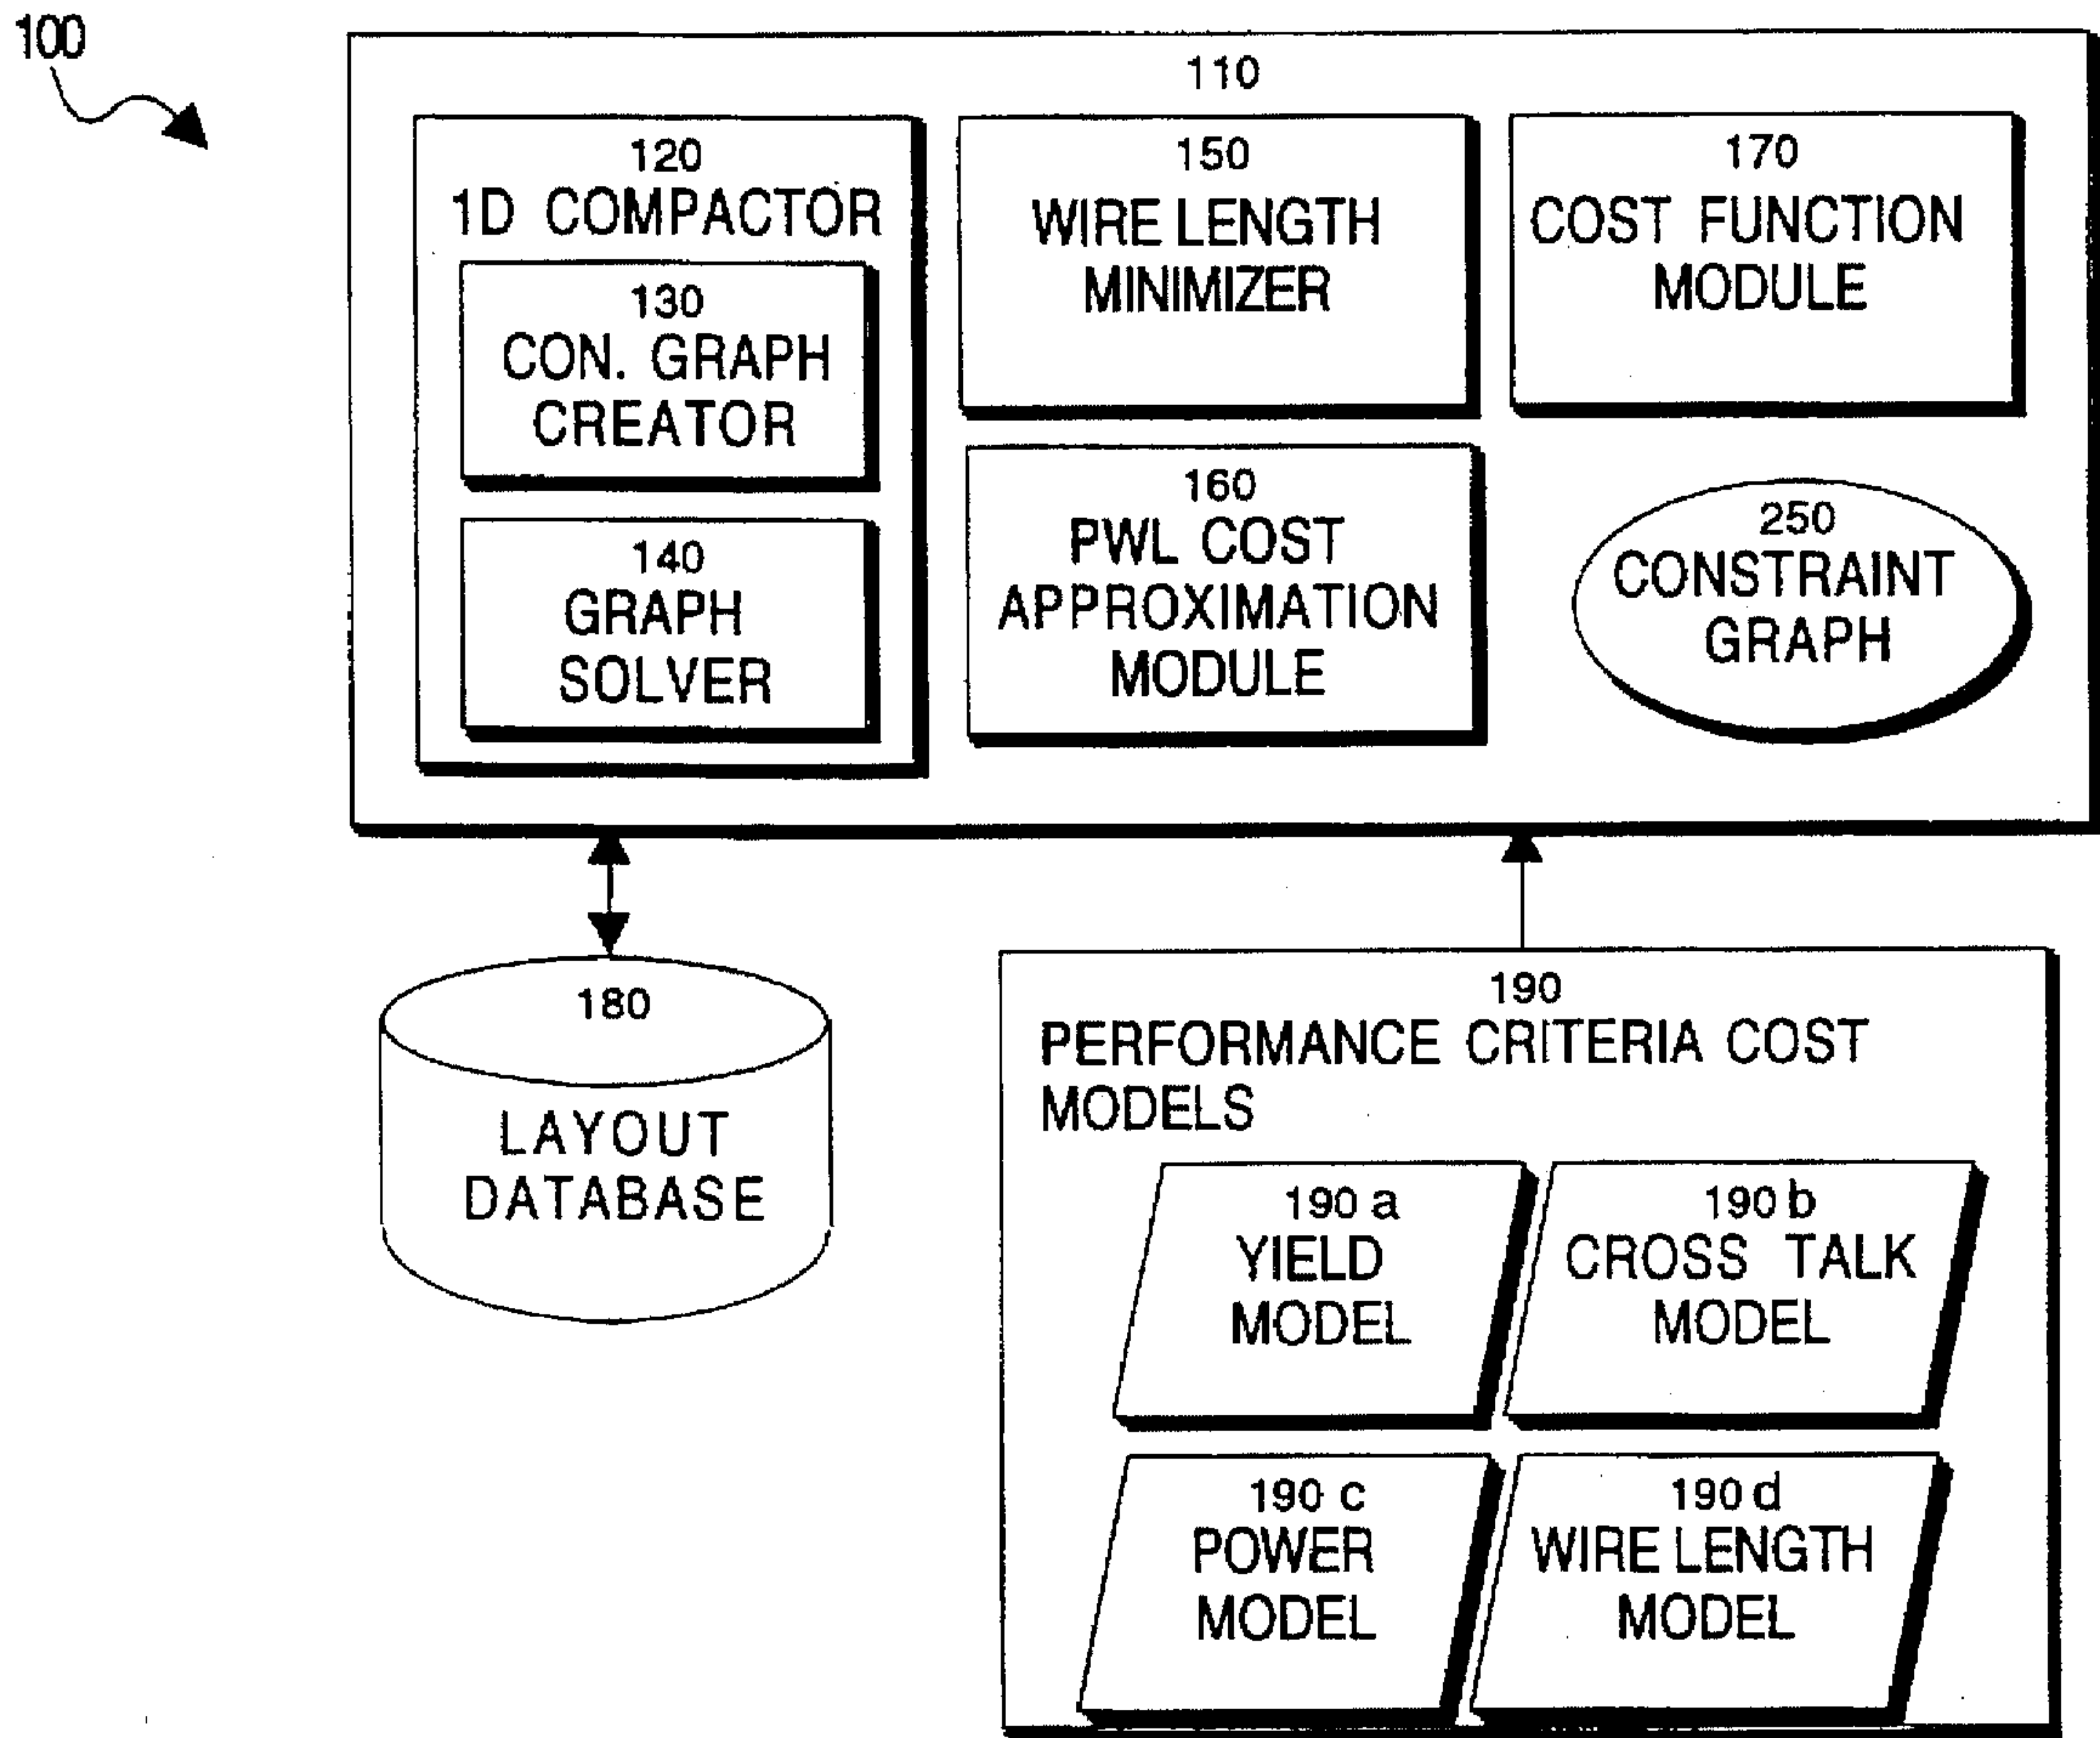 100
110
120
1D COMPACTOR
130
CON. GRAPH
CREATOR
140
GRAPH
SOLVER
150
WIRE LENGTH
MINIMIZER
160
PWL COST
APPROXIMATION
MODULE
170
COST FUNCTION
MODULE
250
CONSTRAINT
GRAPH
180
LAYOUT
DATABASE
190
PERFORMANCE CRITERIA COST
MODELS
190 a
YIELD
MODEL
190 b
CROSS TALK
MODEL
190 c
POWER
MODEL
190 d
WIRE LENGTH
MODEL